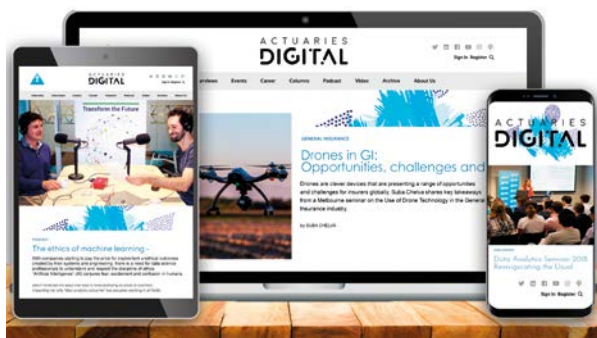 ACTUARIES
DIGITAL
Sign In Register
Interviews Events Career Columns Podcast Video Archive About Us
GENERAL INSURANCE
Drones in GI:
Opportunities, challenges and
Drones are clever devices that are presenting a range of opportunities
and challenges for insurers globally. Suba Chelva shares key takeaways
from a Melbourne seminar on the Use of Drone Technology in the General
Insurance industry.
by SUBA CHELVA
ACTUARIES
DIGITAL
Transform the Future
The ethics of machine learning -
ACTUARIES
DIGITAL
Data Analytics Seminar 2018:
Reinvigorating the Usual
Sign In Register